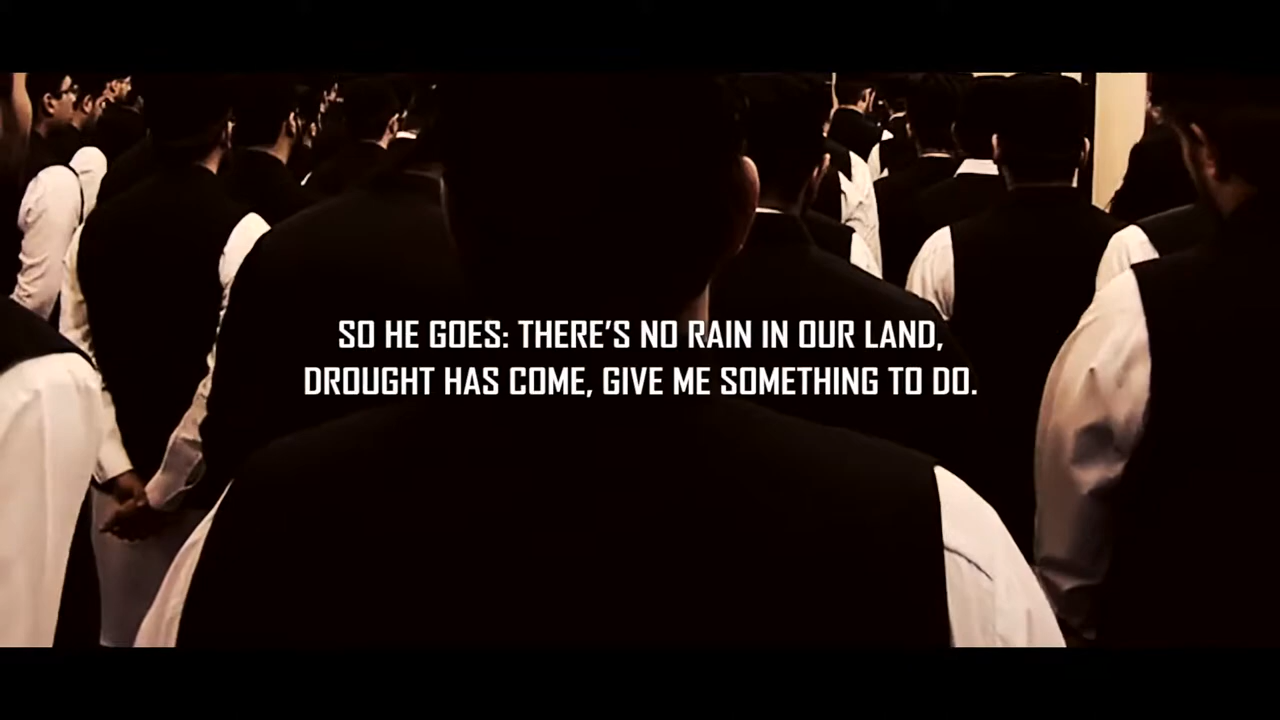 SO HE GOES: THERE'S NO RAIN IN OUR LAND,
DROUGHT HAS COME, GIVE ME SOMETHING TO DO.